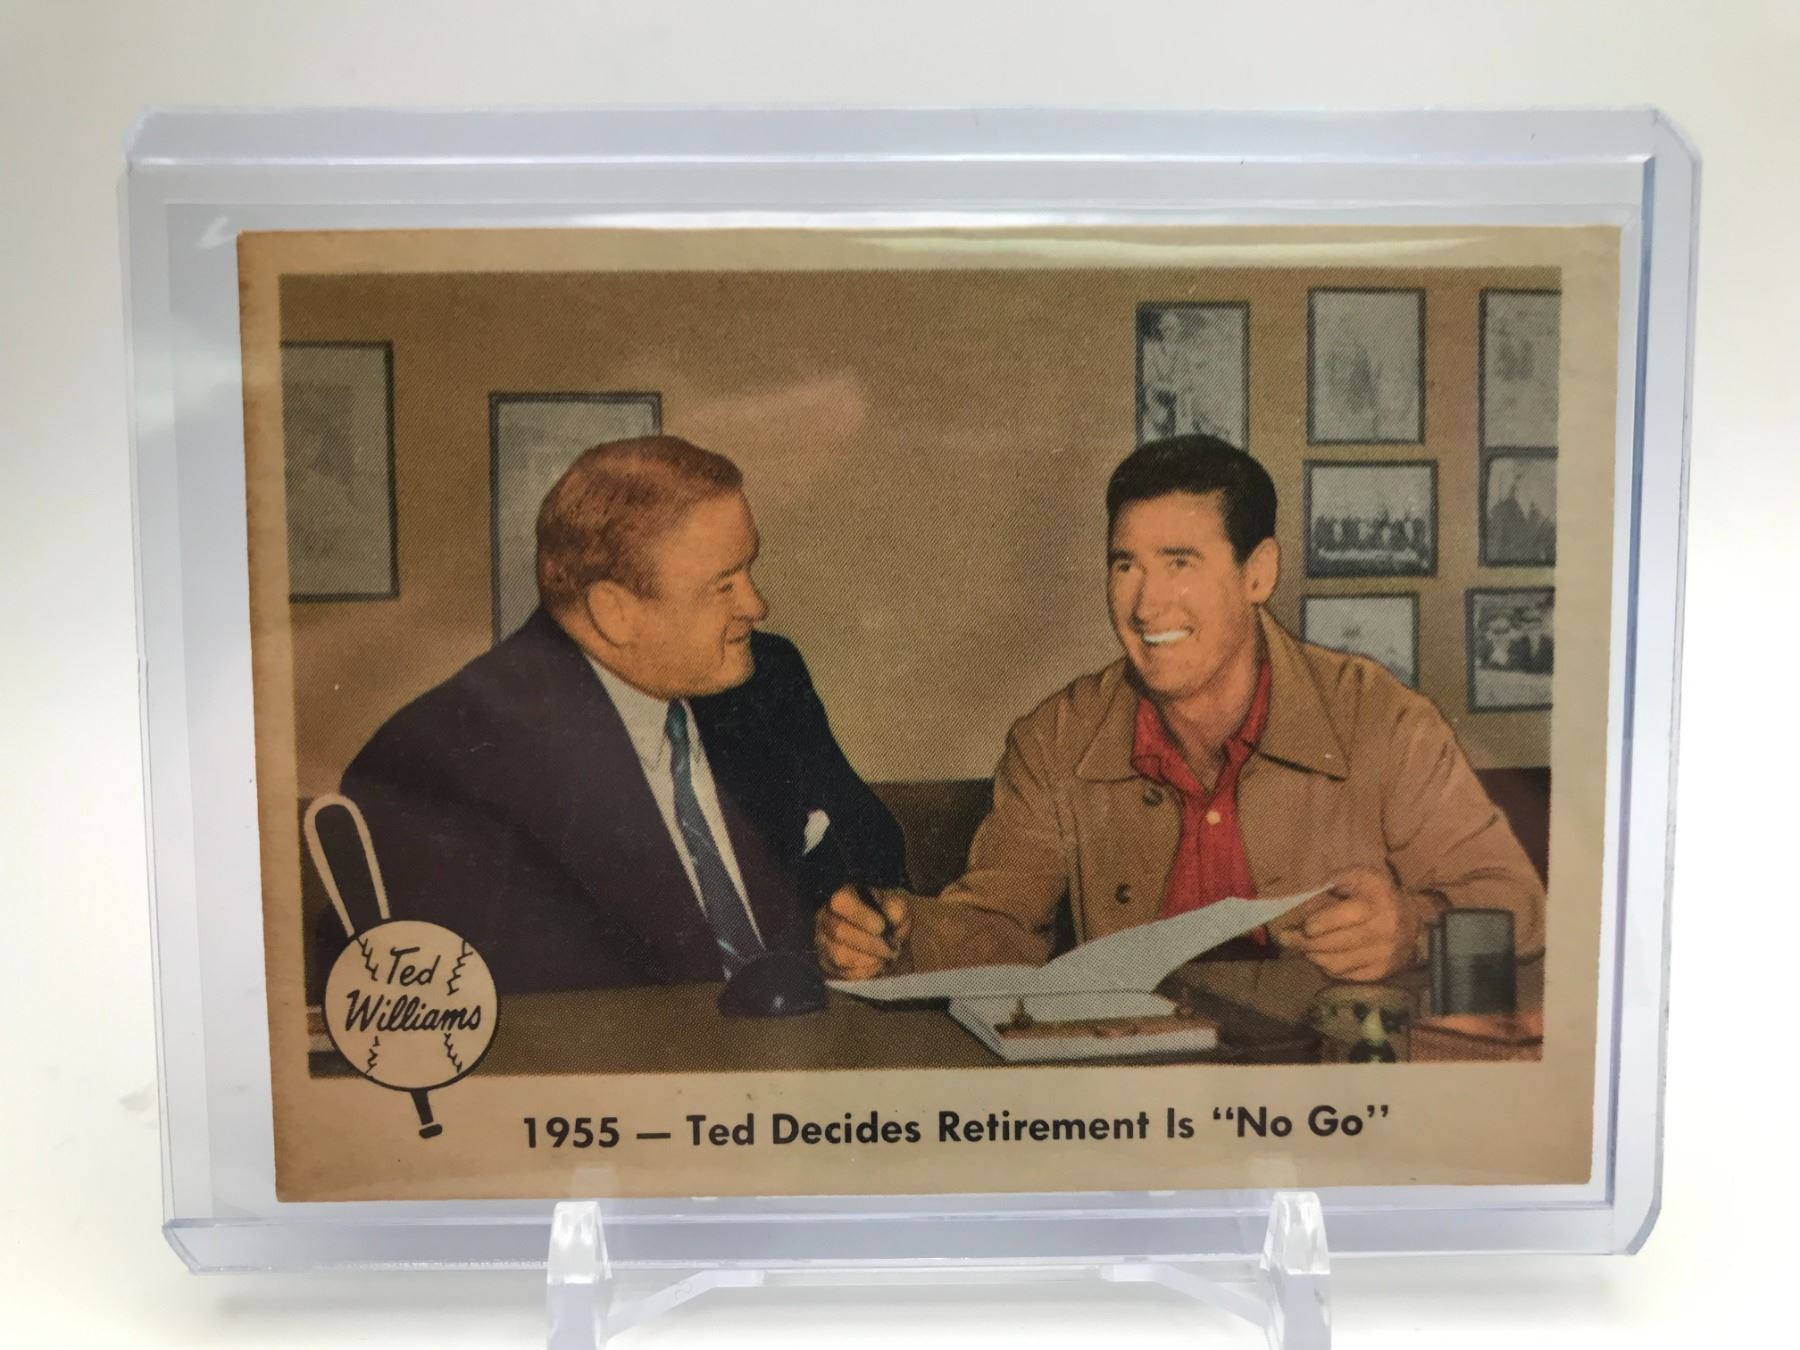 Ted
Williams
1955 — Ted Decides Retirement Is “No Go”